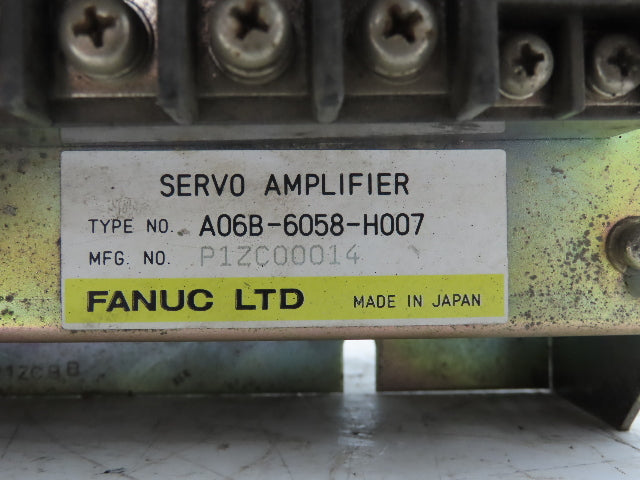 SERVO AMPLIFIER
TYPE NO. A06B-6058-H007
MFG. NO. P1ZC00014
FANUC LTD MADE IN JAPAN